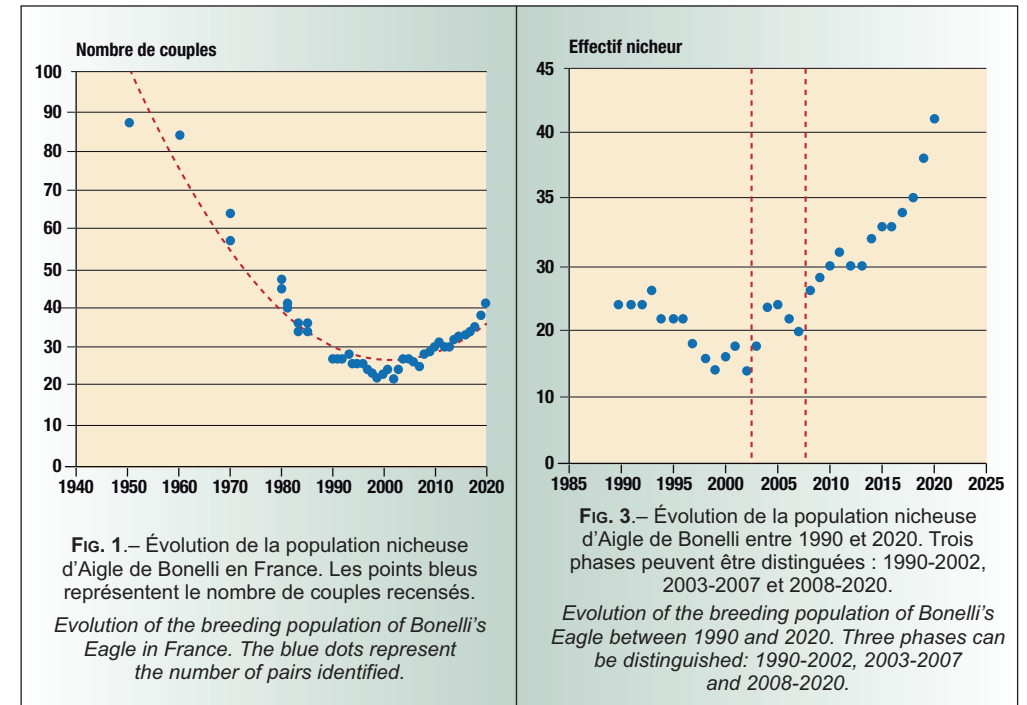 Nombre de couples
100
90
80
70
60
50
40
30
20
10
0
1940 1950 1960 1970 1980 1990 2000 2010 2020
FIG. 1.– Évolution de la population nicheuse
d’Aigle de Bonelli en France. Les points bleus
représentent le nombre de couples recensés.
Evolution of the breeding population of Bonelli’s
Eagle in France. The blue dots represent
the number of pairs identified.
Effectif nicheur
45
40
35
30
20
10
0
1985 1990 1995 2000 2005 2010 2015 2020 2025
FIG. 3.– Évolution de la population nicheuse
d’Aigle de Bonelli entre 1990 et 2020. Trois
phases peuvent être distinguées : 1990-2002,
2003-2007 et 2008-2020.
Evolution of the breeding population of Bonelli’s
Eagle between 1990 and 2020. Three phases can
be distinguished: 1990-2002, 2003-2007
and 2008-2020.